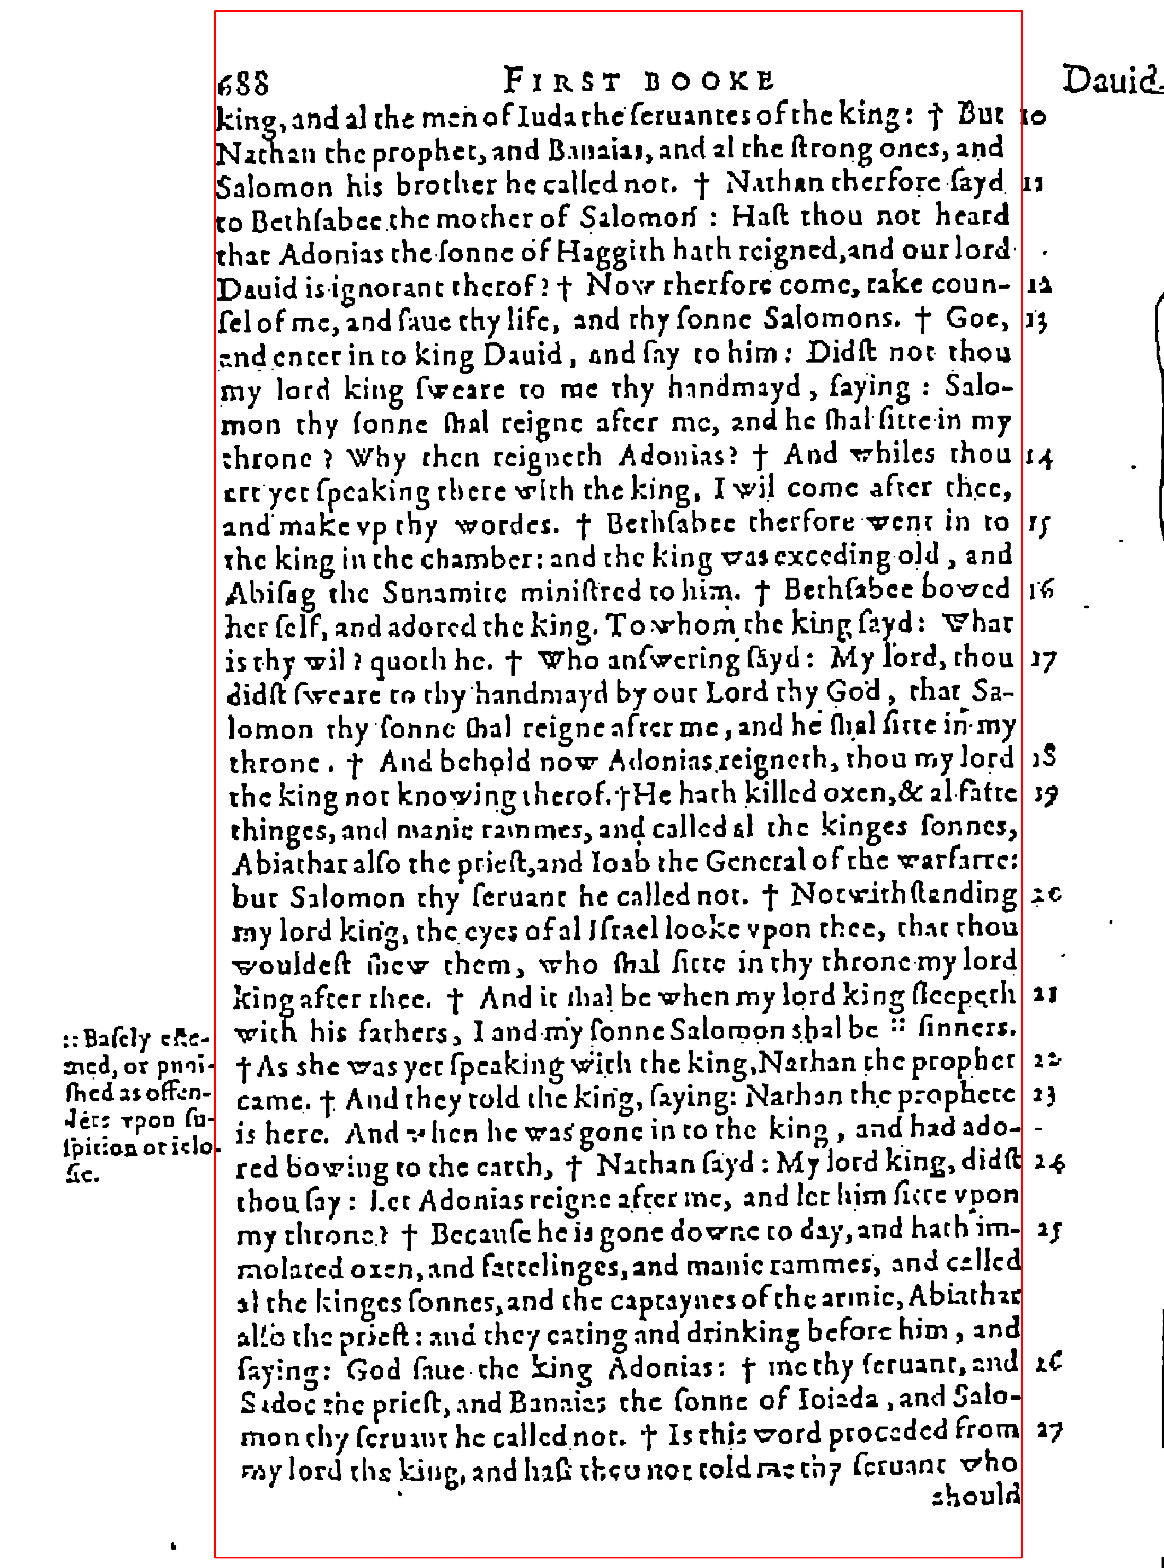 688 FIRST BOOKE Dauid.
king, and al the men of Iuda the ſeruantes of the king: † But 10
Nathan the prophet, and Banaias, and al the ſtrong ones, and
Salomon his brother he called not. † Nathan therfore ſayd 11
to Bethſabee the mother of Salomon : Haſt thou not heard
that Adonias the ſonne of Haggith hath reigned, and our lord
Dauid is ignorant therof? † Now therfore come, take coun- 12
ſel of me, and ſaue thy life, and thy ſonne Salomons. † Goe, 13
and enter in to king Dauid, and ſay to him: Didſt not thou
my lord king ſweare to me thy handmayd, ſaying : Salo-
mon thy ſonne ſhal reigne after me, and he ſhal ſitte in my
throne? Why then reigneth Adonias? † And whiles thou 14
art yet ſpeaking there with the king, I wil come after thee,
and make vp thy wordes. † Bethſabee therfore went in to 15
the king in the chamber: and the king was exceding old, and
Abiſag the Sunamite miniſtred to him. † Bethſabee bowed 16
her ſelf, and adored the king. To whom the king ſayd: What
is thy wil? quoth he. † Who anſwering ſayd: My lord, thou 17
didſt ſweare to thy handmayd by our Lord thy God, that Sa-
lomon thy ſonne ſhal reigne after me, and he ſhal ſitte in my
throne. † And behold now Adonias reigneth, thou my lord 18
the king not knowing therof. † He hath killed oxen, & al fatte 19
thinges, and manie rammes, and called al the kinges ſonnes,
Abiathar alſo the prieſt, and Ioab the General of the warfarre:
but Salomon thy ſeruant he called not. † Notwithſtanding 20
my lord king, the eyes of al Iſrael looke vpon thee, that thou
wouldeſt ſhew them, who ſhal ſitte in thy throne my lord
king after thee. † And it ſhal be when my lord king ſleepeth 21
with his fathers, I and my ſonne Salomon shal be :: ſinners.
† As she was yet ſpeaking with the king, Nathan the prophet 22
came. † And they told the king, ſaying: Nathan the prophete 23
is here. And when he was gone in to the king, and had ado-
red bowing to the earth, † Nathan ſayd: My lord king, didſt 24
thou ſay : Let Adonias reigne after me, and let him ſitte vpon
my throne? † Becauſe he is gone downe to day, and hath im- 25
molated oxen, and fattelinges, and manie rammes, and called
al the kinges ſonnes, and the captaynes of the armie, Abiathar
alſo the prieſt: and they eating and drinking before him, and
ſaying: God ſaue the king Adonias: † me thy ſeruant, and 26
Sadoc the prieſt, and Banaias the ſonne of Ioiada, and Salo-
mon thy ſeruant he called not. † Is this word proceded from 27
my lord the king, and haſt thou not told me thy ſeruant who
should
:: Baſely eſte-
med, or puni-
ſhed as offen-
ders vpon ſu-
ſpition or ielo-
ſie.